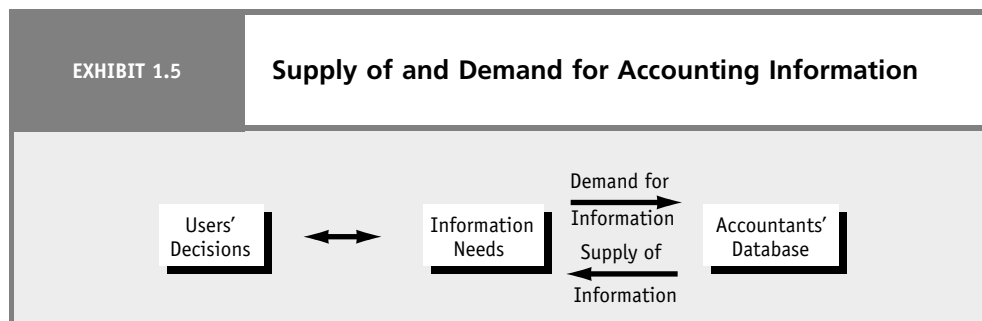 EXHIBIT 1.5
Supply of and Demand for Accounting Information
Users’
Decisions
Information
Needs
Demand for
Information
Supply of
Information
Accountants’
Database